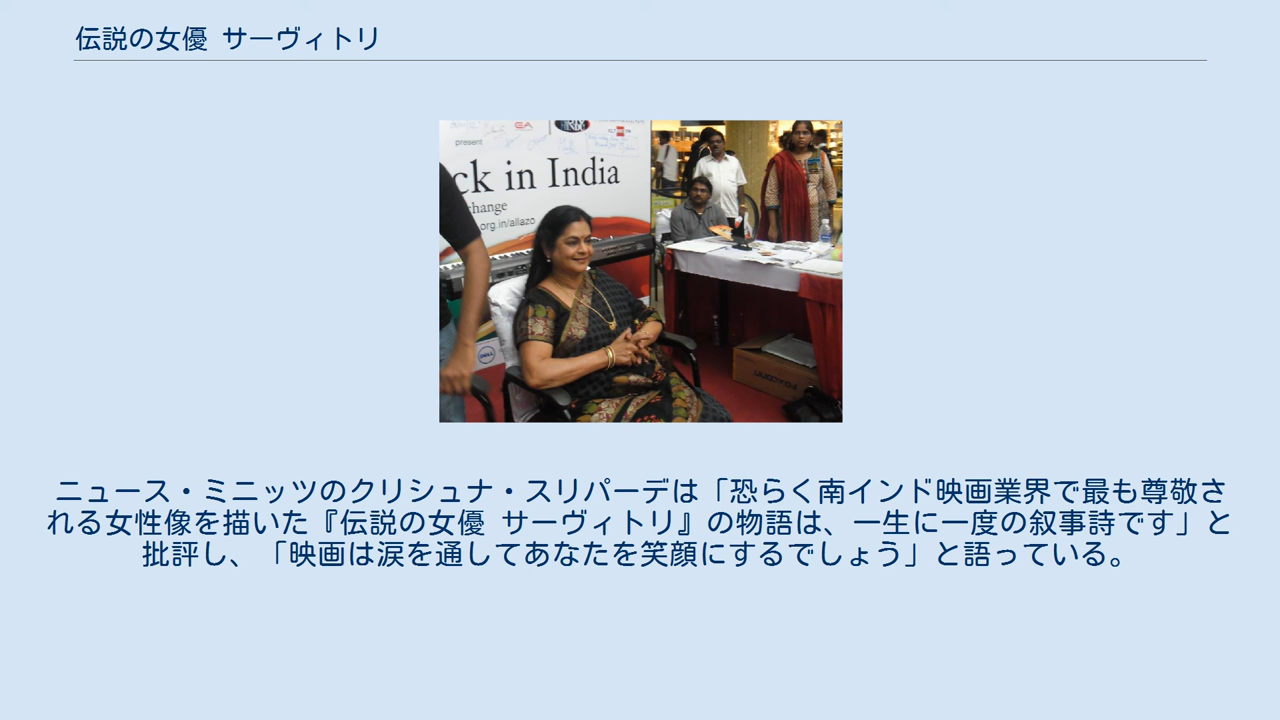 伝説の女優 サーヴィトリ
present
ck in India
change
org.in/allazo
DELL
FOXCONN
ニュース・ミニッツのクリシュナ・スリパーデは「恐らく南インド映画業界で最も尊敬さ
れる女性像を描いた『伝説の女優 サーヴィトリ』の物語は、一生に一度の叙事詩です」と
批評し、「映画は涙を通してあなたを笑顔にするでしょう」と語っている。